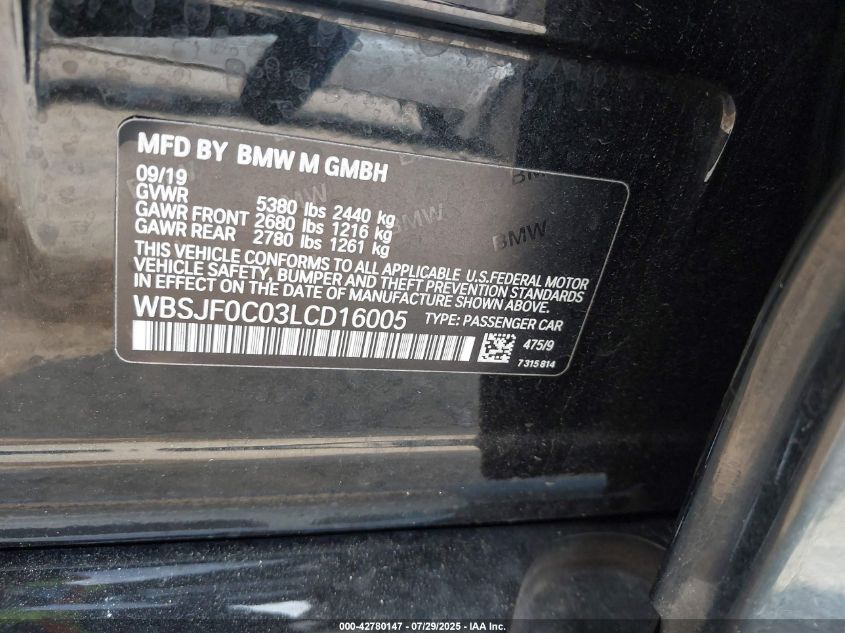 MFD BY BMW M GMBH
09/19
GVWR 5380 lbs 2440 kg
GAWR FRONT 2680 lbs 1216 kg
GAWR REAR 2780 lbs 1261 kg
THIS VEHICLE CONFORMS TO ALL APPLICABLE U.S.FEDERAL MOTOR
VEHICLE SAFETY, BUMPER AND THEFT PREVENTION STANDARDS
IN EFFECT ON THE DATE OF MANUFACTURE SHOWN ABOVE.
WBSJF0C03LCD16005 TYPE: PASSENGER CAR
475/9
7315814
BMW
BMW
BMW
000-42780147 / 07/29/2025 - IAA Inc.